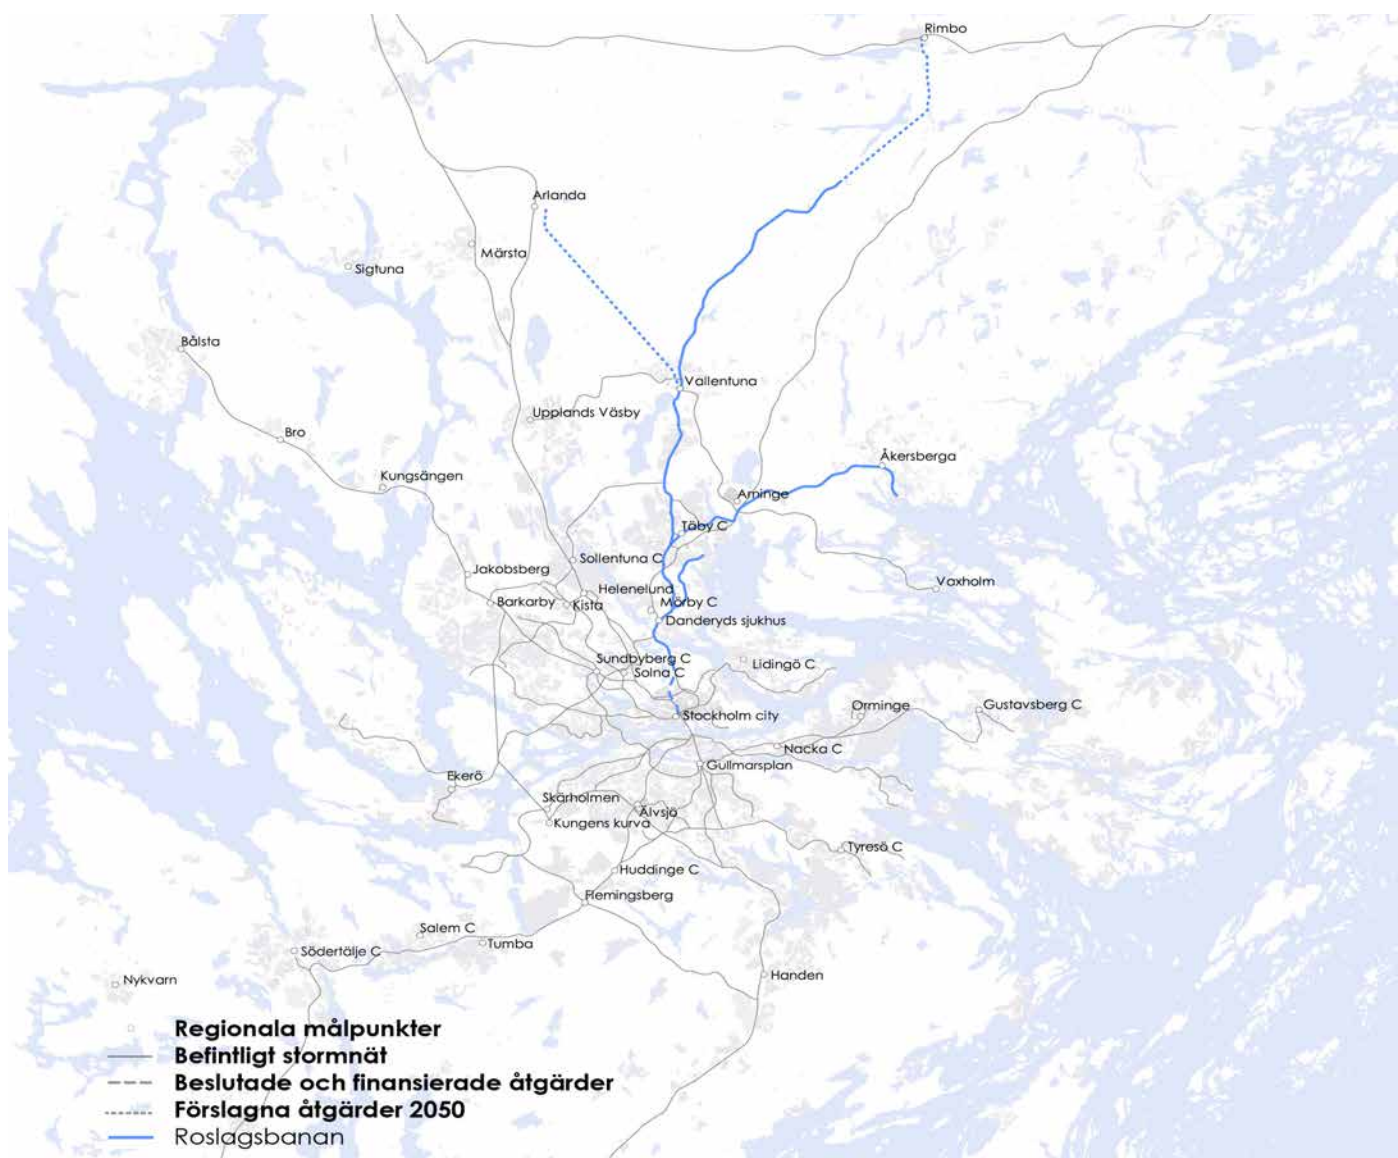 Rimbo
Arlanda
Märsta
Sigtuna
Bålsta
Vallentuna
Upplands Väsby
Bro
Åkersberga
Kungsängen
Arninge
Täby C
Sollentuna C
Jakobsberg
Vaxholm
Helenelund
Barkarby
Kista
Mörby C
Danderyds sjukhus
Sundbyberg C
Lidingö C
Solna C
Orminge
Gustavsberg C
Stockholm city
Nacka C
Gullmarsplan
Ekerö
Skärholmen
Älvsjö
Kungens kurva
Tyresö C
Huddinge C
Flemingsberg
Salem C
Tumba
Södertälje C
Handen
Nykvarn
Regionala målpunkter
Befintligt stormnät
Beslutade och finansierade åtgärder
Förslagna åtgärder 2050
Roslagsbanan